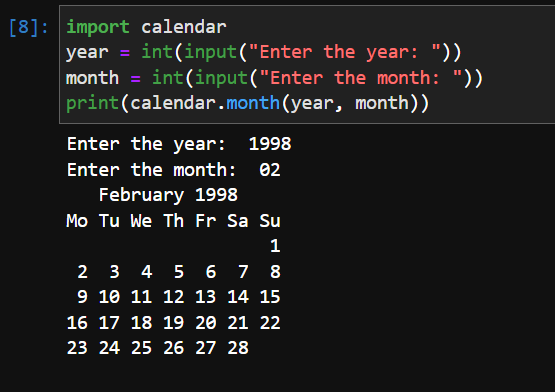 [8]: import calendar
year = int(input("Enter the year: "))
month = int(input("Enter the month: "))
print(calendar.month(year, month))
Enter the year:  1998
Enter the month:  02
   February 1998
Mo Tu We Th Fr Sa Su
                   1
 2  3  4  5  6  7  8
 9 10 11 12 13 14 15
16 17 18 19 20 21 22
23 24 25 26 27 28